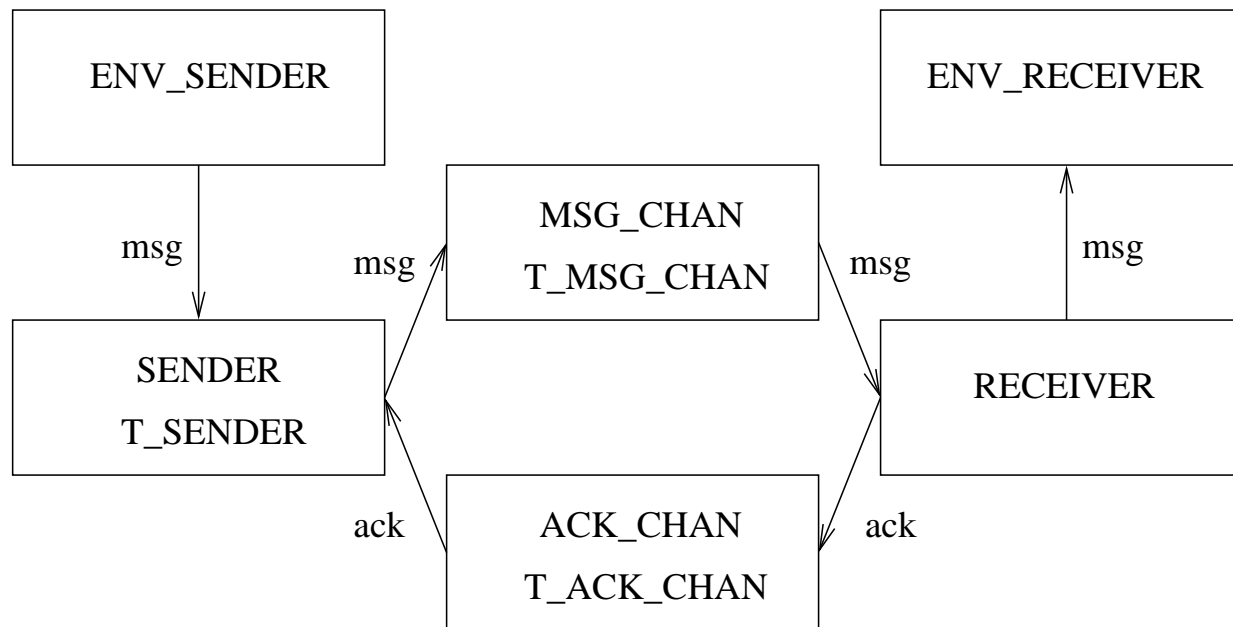 ENV_SENDER
ENV_RECEIVER
msg
msg
MSG_CHAN
T_MSG_CHAN
msg
msg
SENDER
T_SENDER
RECEIVER
ack
ACK_CHAN
T_ACK_CHAN
ack